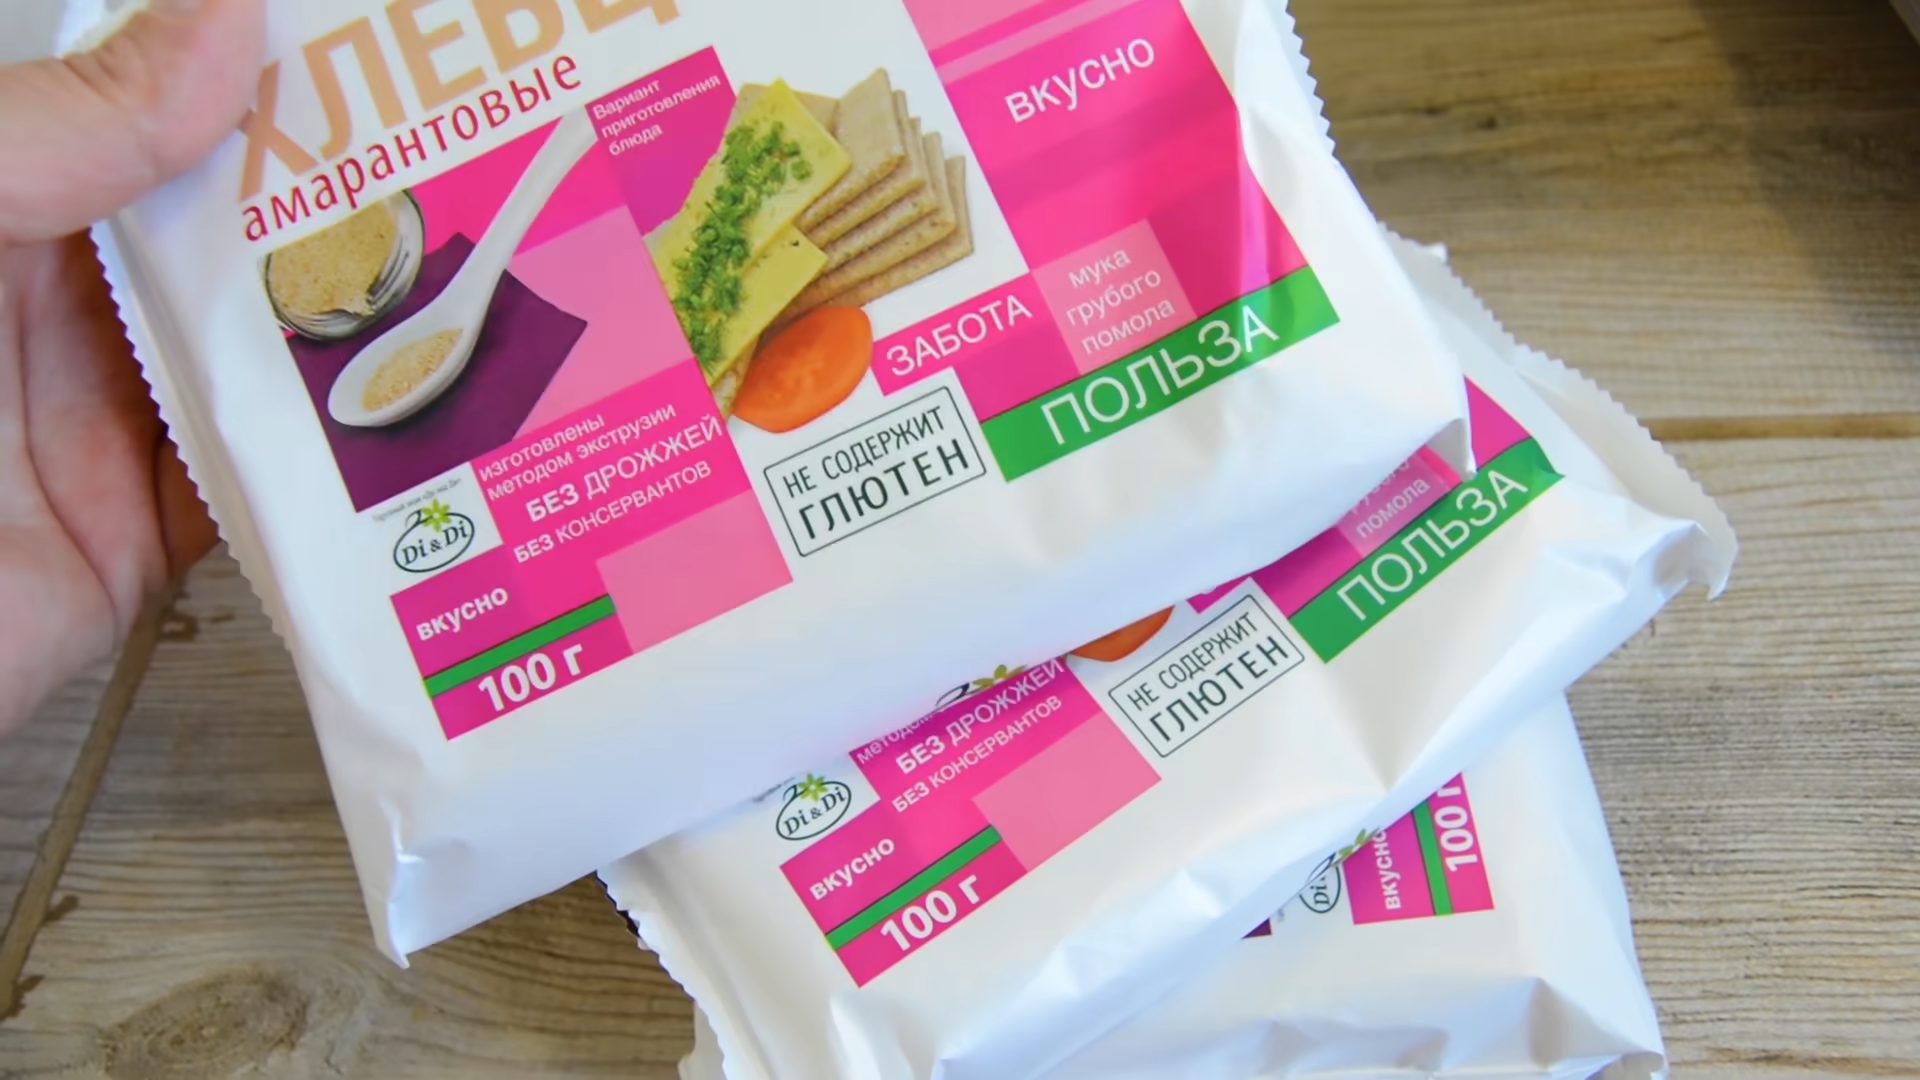 ХЛЕБЦ
амарантовые
Вариант
приготовления
блюда
вкусно
мука
грубого
помола
ЗАБОТА
ПОЛЬЗА
изготовлены
методом экструзии
БЕЗ ДРОЖЖЕЙ
БЕЗ КОНСЕРВАНТОВ
НЕ СОДЕРЖИТ
ГЛЮТЕН
Di & Di
вкусно
100 г
помола
ПОЛЬЗА
НЕ СОДЕРЖИТ
ГЛЮТЕН
методом
БЕЗ ДРОЖЖЕЙ
БЕЗ КОНСЕРВАНТОВ
Di & Di
вкусно
100 г
Di
вкусно
100 г